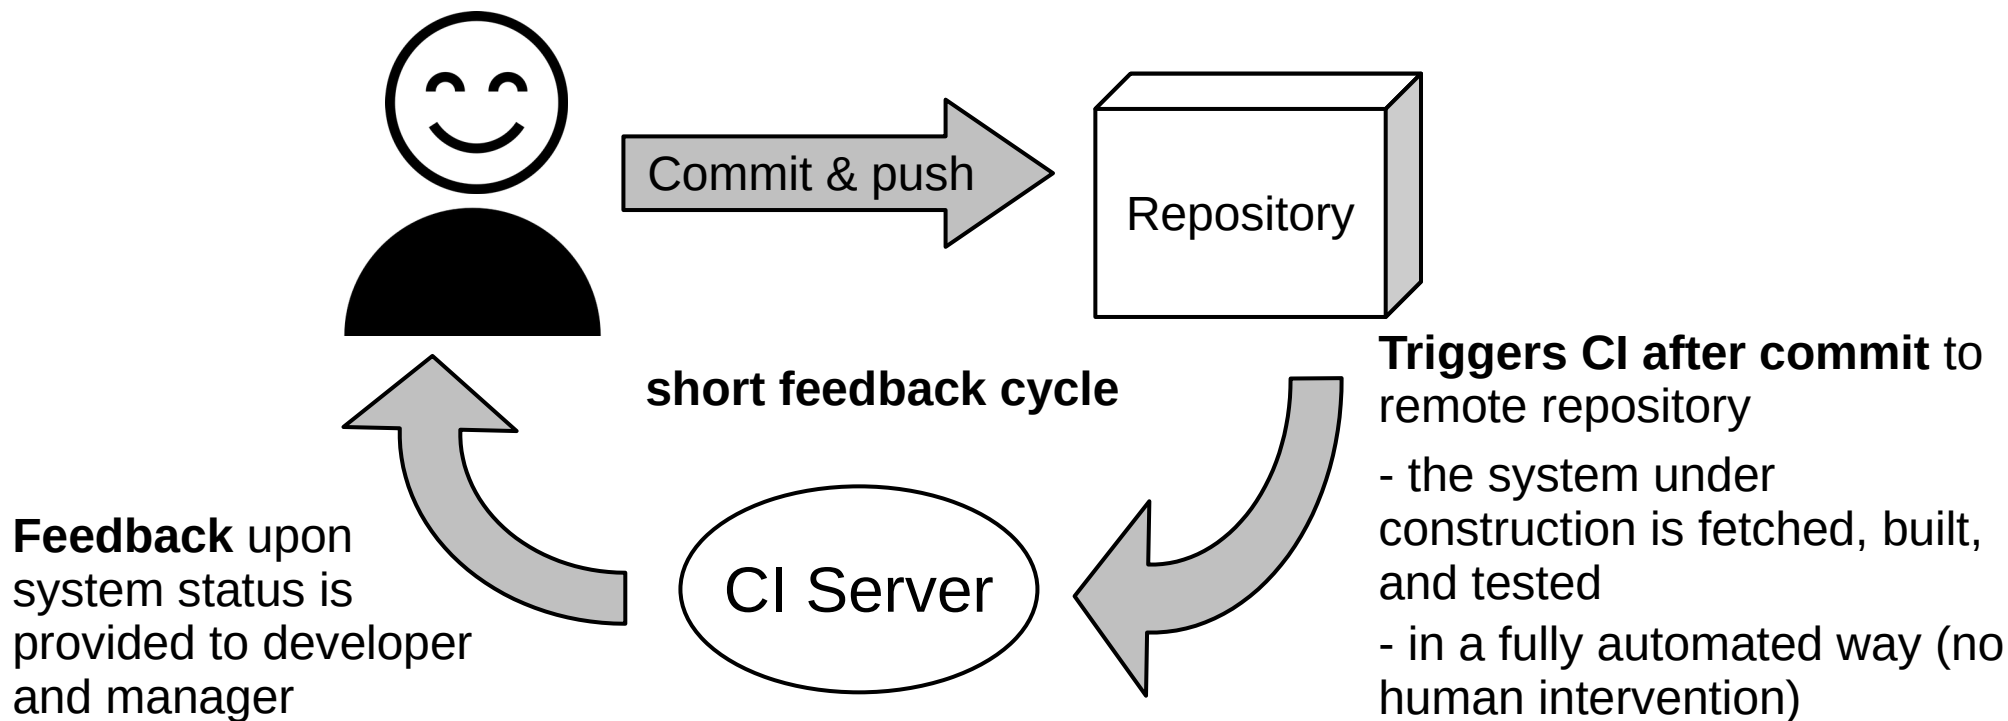 Commit & push
Repository
short feedback cycle
Triggers CI after commit to
remote repository
- the system under
construction is fetched, built,
and tested
- in a fully automated way (no
human intervention)
CI Server
Feedback upon
system status is
provided to developer
and manager